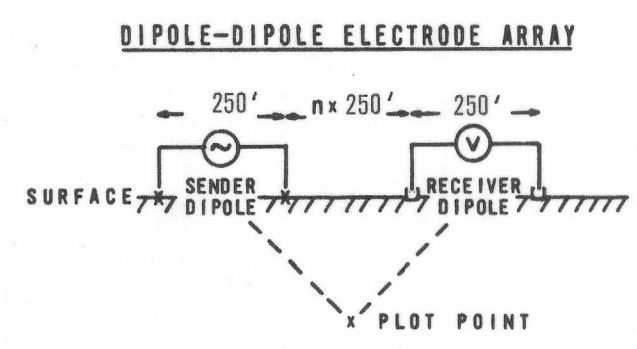 DIPOLE–DIPOLE ELECTRODE ARRAY
250′ n x 250′ 250′
~ V
SURFACE SENDER DIPOLE RECEIVER DIPOLE
x PLOT POINT